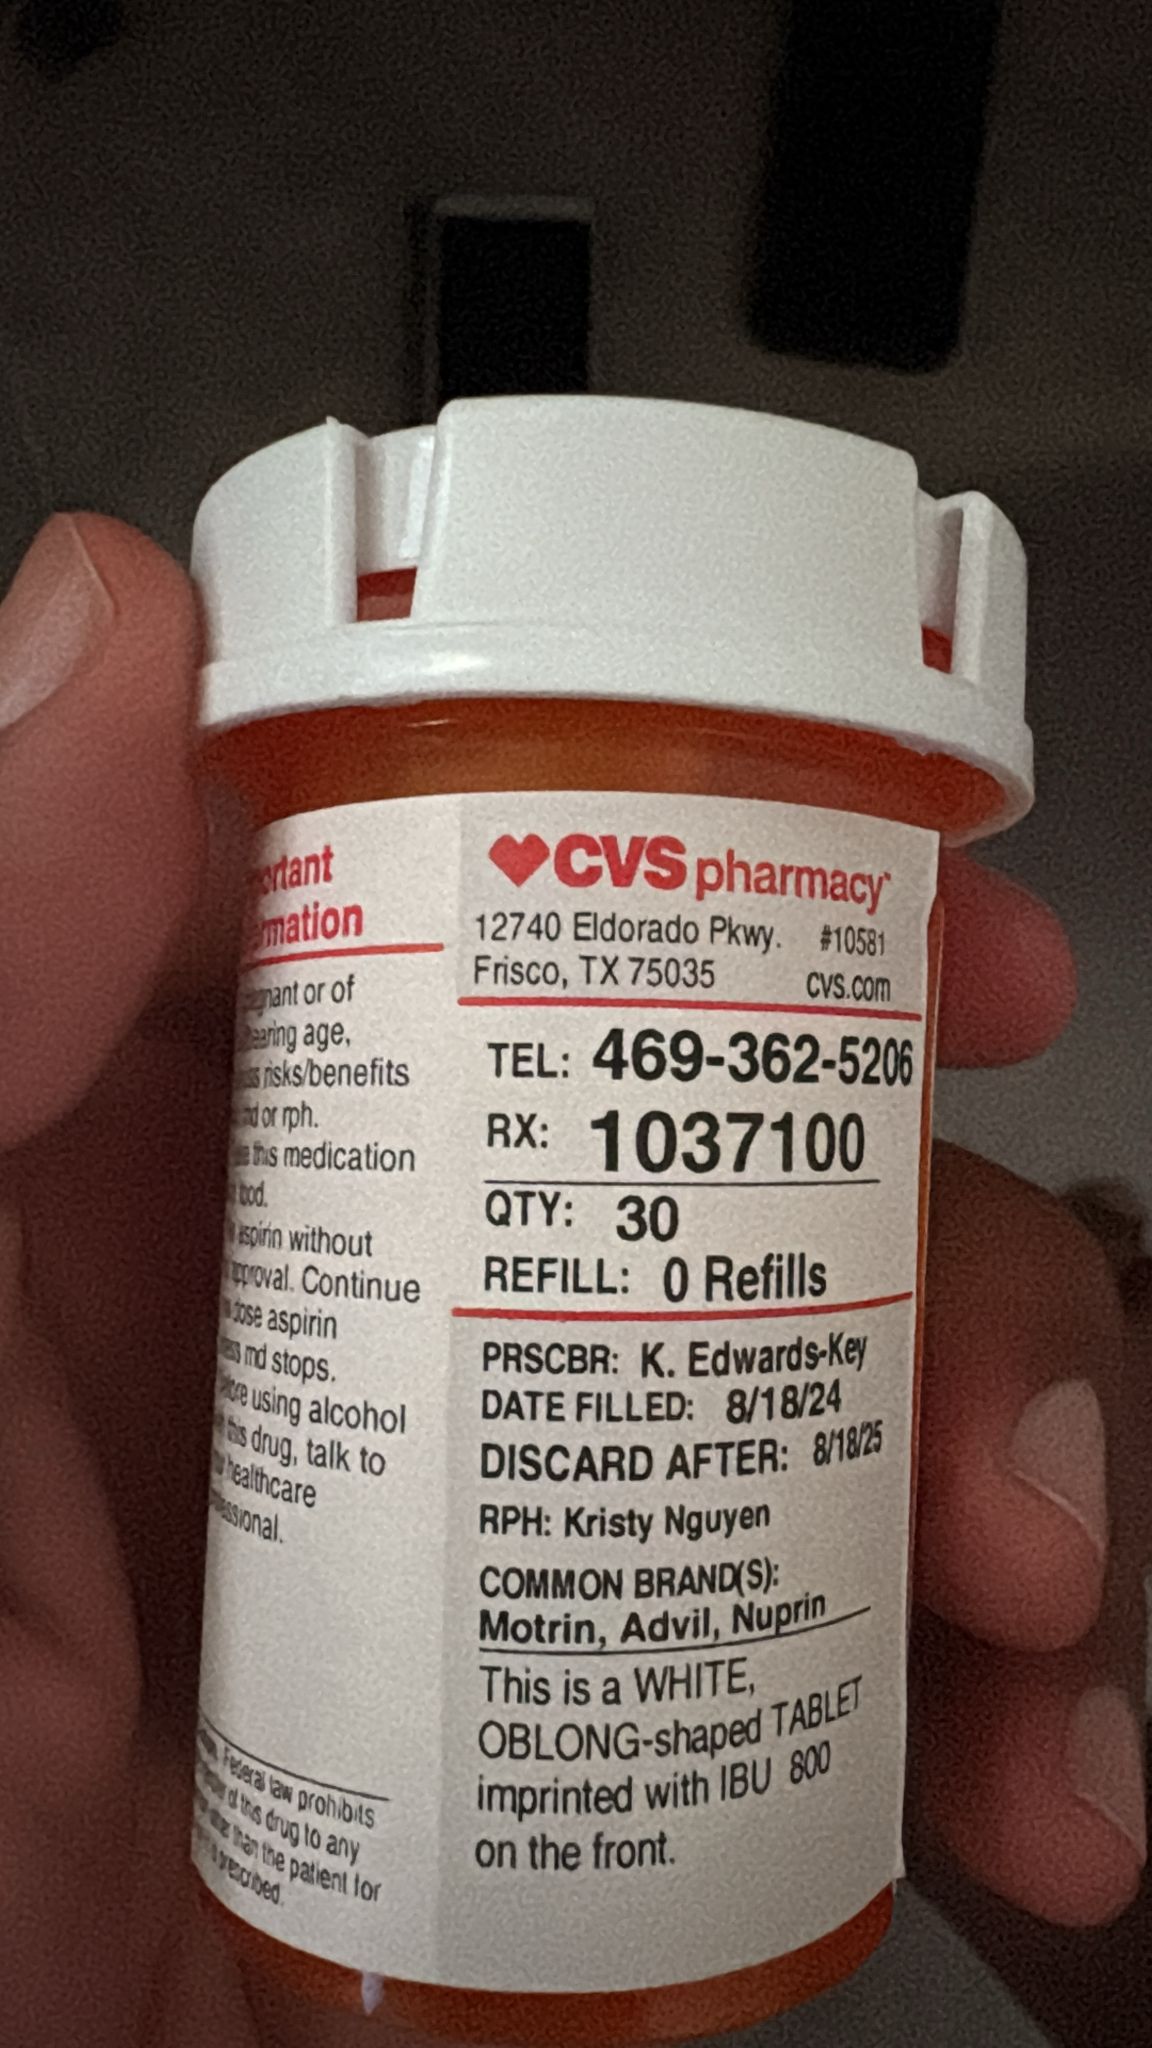 CVS pharmacy
12740 Eldorado Pkwy. #10581
Frisco, TX 75035 cvs.com
TEL: 469-362-5206
RX: 1037100
QTY: 30
REFILL: 0 Refills
PRSCBR: K. Edwards-Key
DATE FILLED: 8/18/24
DISCARD AFTER: 8/18/25
RPH: Kristy Nguyen
COMMON BRAND(S):
Motrin, Advil, Nuprin
This is a WHITE,
OBLONG-shaped TABLET
imprinted with IBU 800
on the front.
or of
age,
risks/benefits
or rph.
this medication
aspirin without
approval. Continue
dose aspirin
md stops.
using alcohol
this drug, talk to
healthcare
Federal law prohibits
of this drug to any
than the patient for
prescribed.